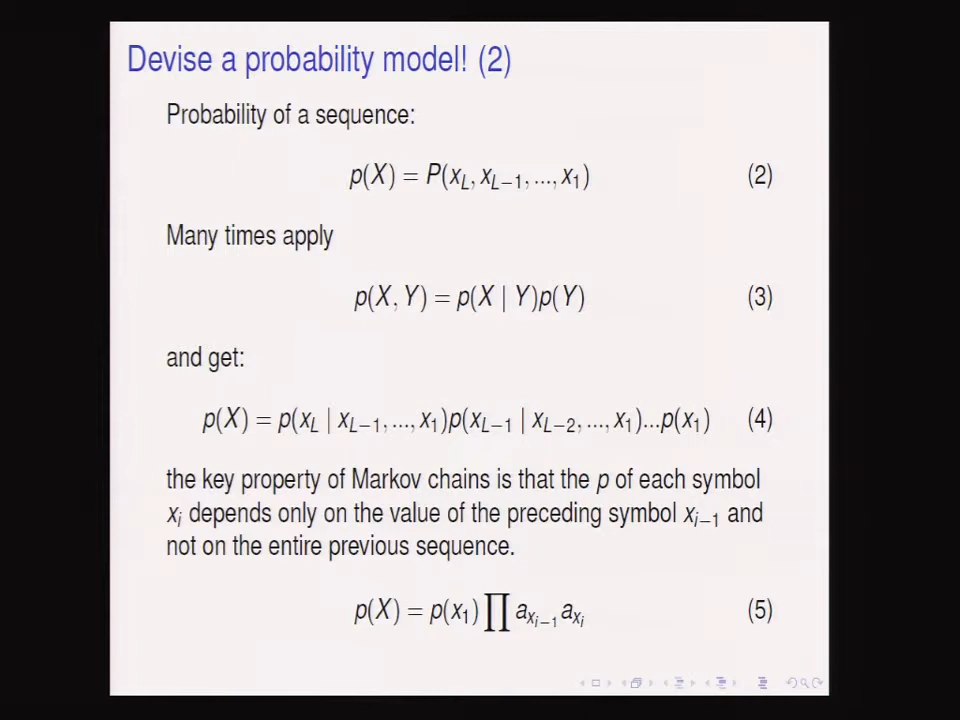 Devise a probability model! (2)
Probability of a sequence:
p(X) = P(x_L, x_{L−1}, ..., x_1) (2)
Many times apply
p(X, Y) = p(X | Y)p(Y) (3)
and get:
p(X) = p(x_L | x_{L−1}, ..., x_1)p(x_{L−1} | x_{L−2}, ..., x_1)...p(x_1) (4)
the key property of Markov chains is that the p of each symbol
x_i depends only on the value of the preceding symbol x_{i−1} and
not on the entire previous sequence.
p(X) = p(x_1) ∏ a_{x_{i−1}} a_{x_i} (5)